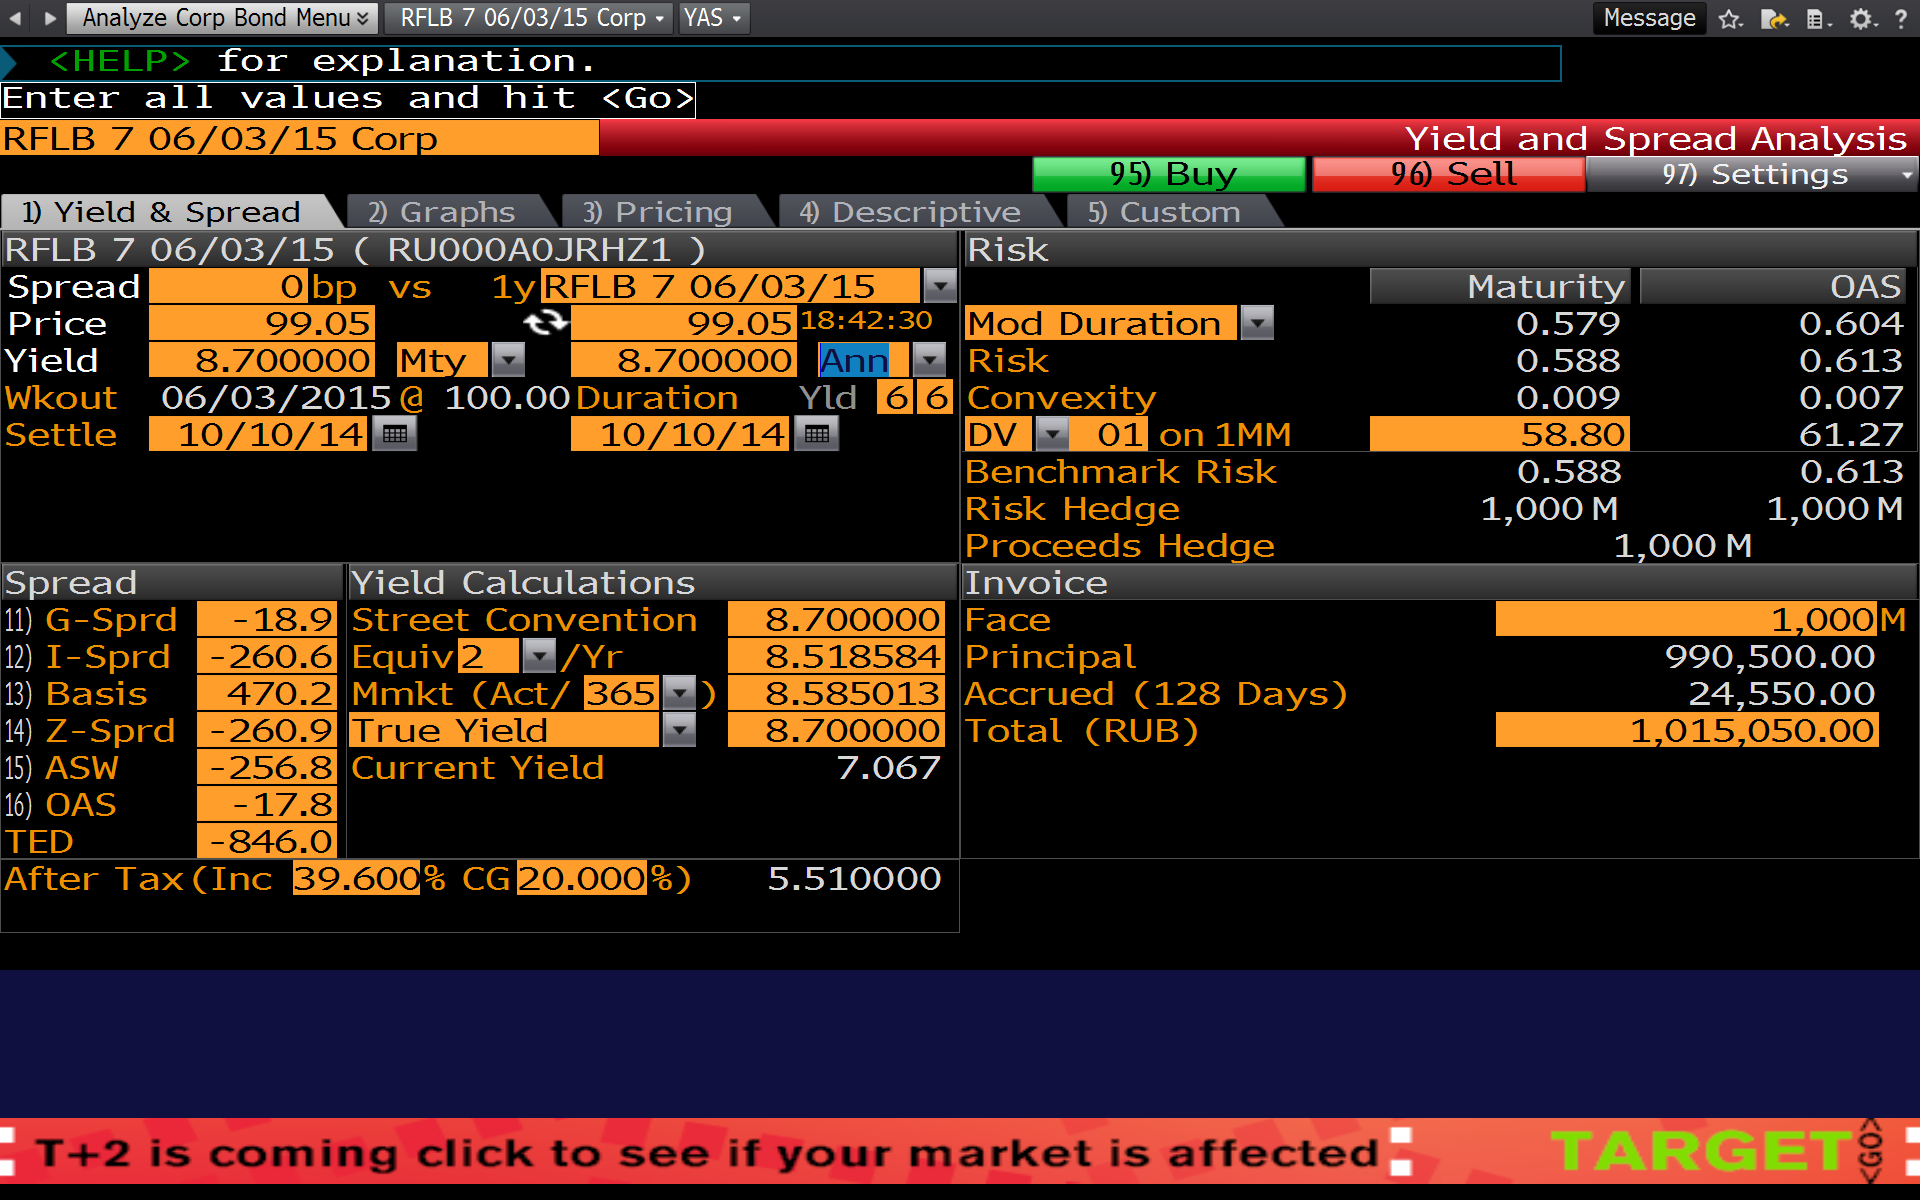 Analyze Corp Bond Menu RFLB 7 06/03/15 Corp YAS Message ?
<HELP> for explanation.
Enter all values and hit <Go>
RFLB 7 06/03/15 Corp Yield and Spread Analysis
95) Buy 96) Sell 97) Settings
1) Yield & Spread 2) Graphs 3) Pricing 4) Descriptive 5) Custom
RFLB 7 06/03/15 ( RU000A0JRHZ1 )
Spread 0 bp vs 1y RFLB 7 06/03/15
Price 99.05 99.05 18:42:30
Yield 8.700000 Mty 8.700000 Ann
Wkout 06/03/2015 @ 100.00 Duration Yld 6 6
Settle 10/10/14 10/10/14
Risk
Maturity OAS
Mod Duration 0.579 0.604
Risk 0.588 0.613
Convexity 0.009 0.007
DV 01 on 1MM 58.80 61.27
Benchmark Risk 0.588 0.613
Risk Hedge 1,000 M 1,000 M
Proceeds Hedge 1,000 M
Spread
11) G-Sprd -18.9
12) I-Sprd -260.6
13) Basis 470.2
14) Z-Sprd -260.9
15) ASW -256.8
16) OAS -17.8
TED -846.0
Yield Calculations
Street Convention 8.700000
Equiv 2 /Yr 8.518584
Mmkt (Act/ 365 ) 8.585013
True Yield 8.700000
Current Yield 7.067
Invoice
Face 1,000 M
Principal 990,500.00
Accrued (128 Days) 24,550.00
Total (RUB) 1,015,050.00
After Tax (Inc 39.600 % CG 20.000 %) 5.510000
T+2 is coming click to see if your market is affected TARGET <GO>